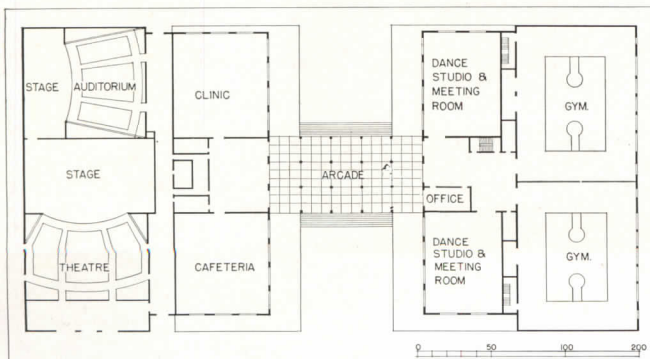 STAGE
AUDITORIUM
CLINIC
DANCE
STUDIO &
MEETING
ROOM
GYM.
STAGE
ARCADE
OFFICE
THEATRE
CAFETERIA
DANCE
STUDIO &
MEETING
ROOM
GYM.
0 50 100 200